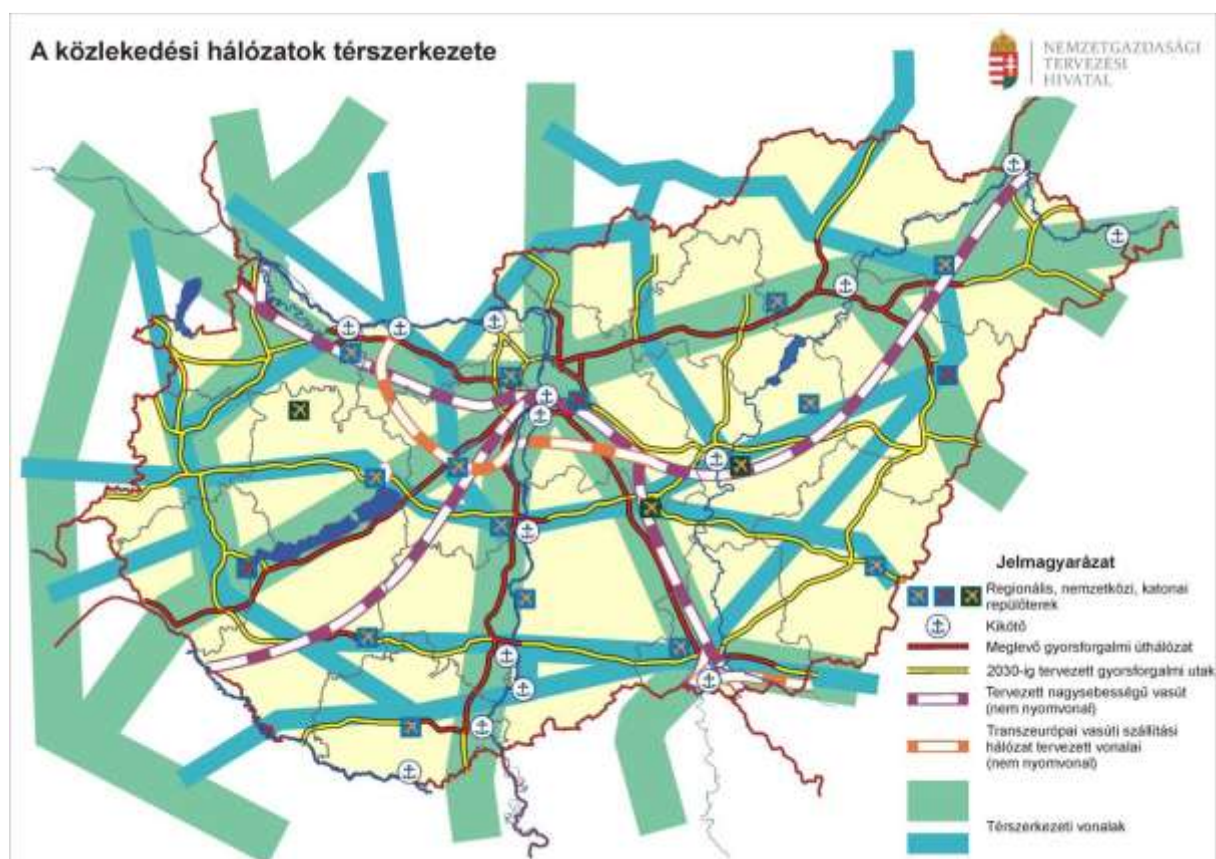 A közlekedési hálózatok térszerkezete
NEMZETGAZDASÁGI
TERVEZÉSI
HIVATAL
Jelmagyarázat
Regionális, nemzetközi, katonai
repülőterek
Kikötő
Meglevő gyorsforgalmi úthálózat
2030-ig tervezett gyorsforgalmi utak
Tervezett nagysebességű vasút
(nem nyomvonal)
Transzeurópai vasúti szállítási
hálózat tervezett vonalai
(nem nyomvonal)
Térszerkezeti vonalak